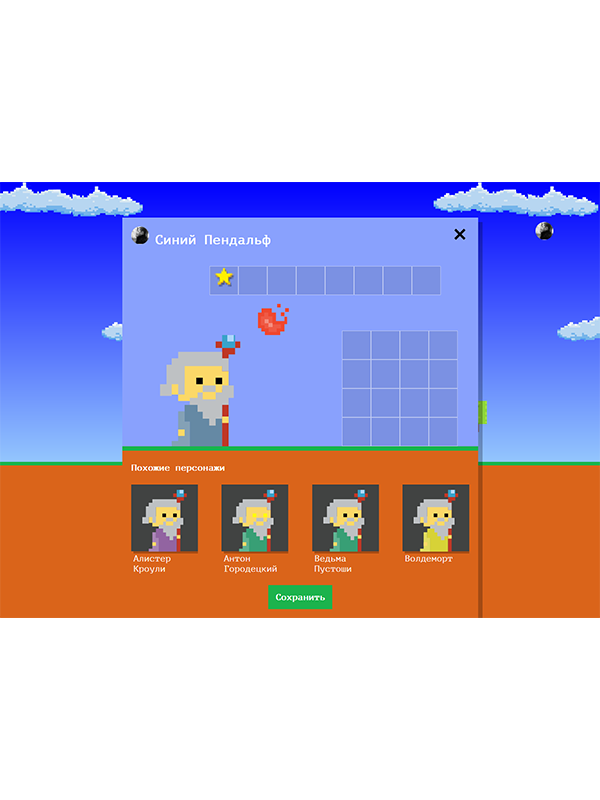 Синий Пендальф
Похожие персонажи
Алистер
Кроули
Антон
Городецкий
Ведьма
Пустоши
Волдеморт
Сохранить